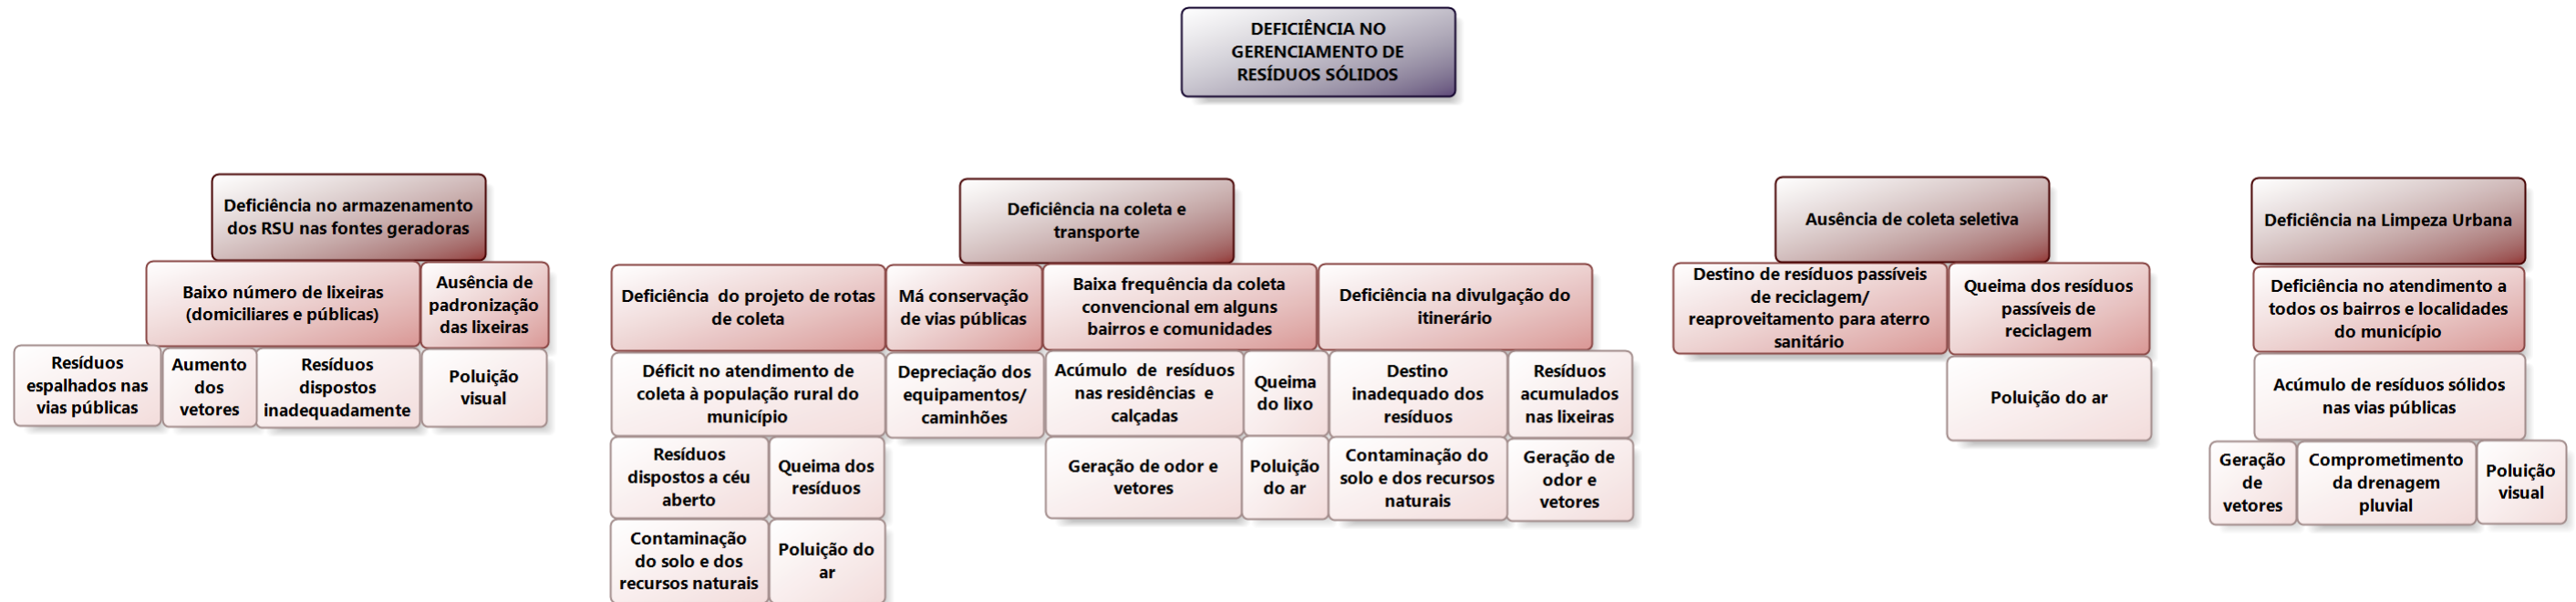 DEFICIÊNCIA NO
GERENCIAMENTO DE
RESÍDUOS SÓLIDOS
Deficiência no armazenamento
dos RSU nas fontes geradoras
Baixo número de lixeiras
(domiciliares e públicas)
Ausência de
padronização
das lixeiras
Resíduos
espalhados nas
vias públicas
Aumento
dos
vetores
Resíduos
dispostos
inadequadamente
Poluição
visual
Deficiência na coleta e
transporte
Deficiência do projeto de rotas
de coleta
Má conservação
de vias públicas
Baixa frequência da coleta
convencional em alguns
bairros e comunidades
Deficiência na divulgação do
itinerário
Déficit no atendimento de
coleta à população rural do
município
Depreciação dos
equipamentos/
caminhões
Acúmulo de resíduos
nas residências e
calçadas
Queima
do lixo
Destino
inadequado dos
resíduos
Resíduos
acumulados
nas lixeiras
Resíduos
dispostos a céu
aberto
Queima dos
resíduos
Geração de odor e
vetores
Poluição
do ar
Contaminação do
solo e dos recursos
naturais
Geração de
odor e
vetores
Contaminação
do solo e dos
recursos naturais
Poluição do
ar
Ausência de coleta seletiva
Destino de resíduos passíveis
de reciclagem/
reaproveitamento para aterro
sanitário
Queima dos resíduos
passíveis de
reciclagem
Poluição do ar
Deficiência na Limpeza Urbana
Deficiência no atendimento a
todos os bairros e localidades
do município
Acúmulo de resíduos sólidos
nas vias públicas
Geração
de
vetores
Comprometimento
da drenagem
pluvial
Poluição
visual